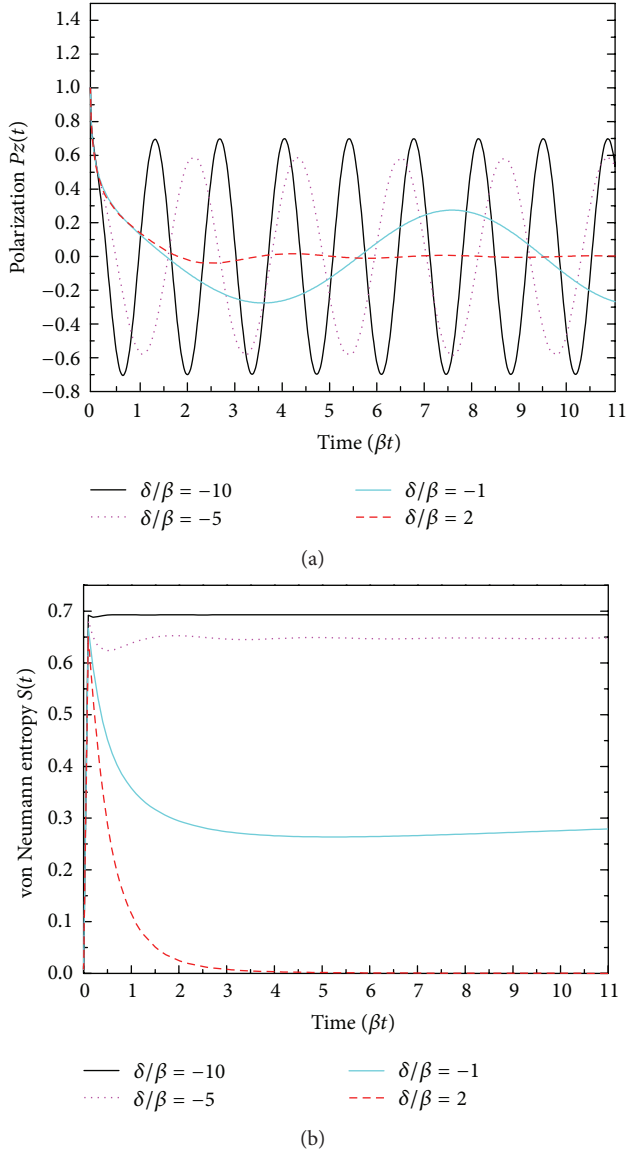 1.4
1.2
1.0
0.8
0.6
0.4
0.2
0.0
−0.2
−0.4
−0.6
−0.8
Polarization Pz(t)
0 1 2 3 4 5 6 7 8 9 10 11
Time (βt)
δ/β = −10 δ/β = −1
δ/β = −5 δ/β = 2
(a)
0.7
0.6
0.5
0.4
0.3
0.2
0.1
0.0
von Neumann entropy S(t)
0 1 2 3 4 5 6 7 8 9 10 11
Time (βt)
δ/β = −10 δ/β = −1
δ/β = −5 δ/β = 2
(b)